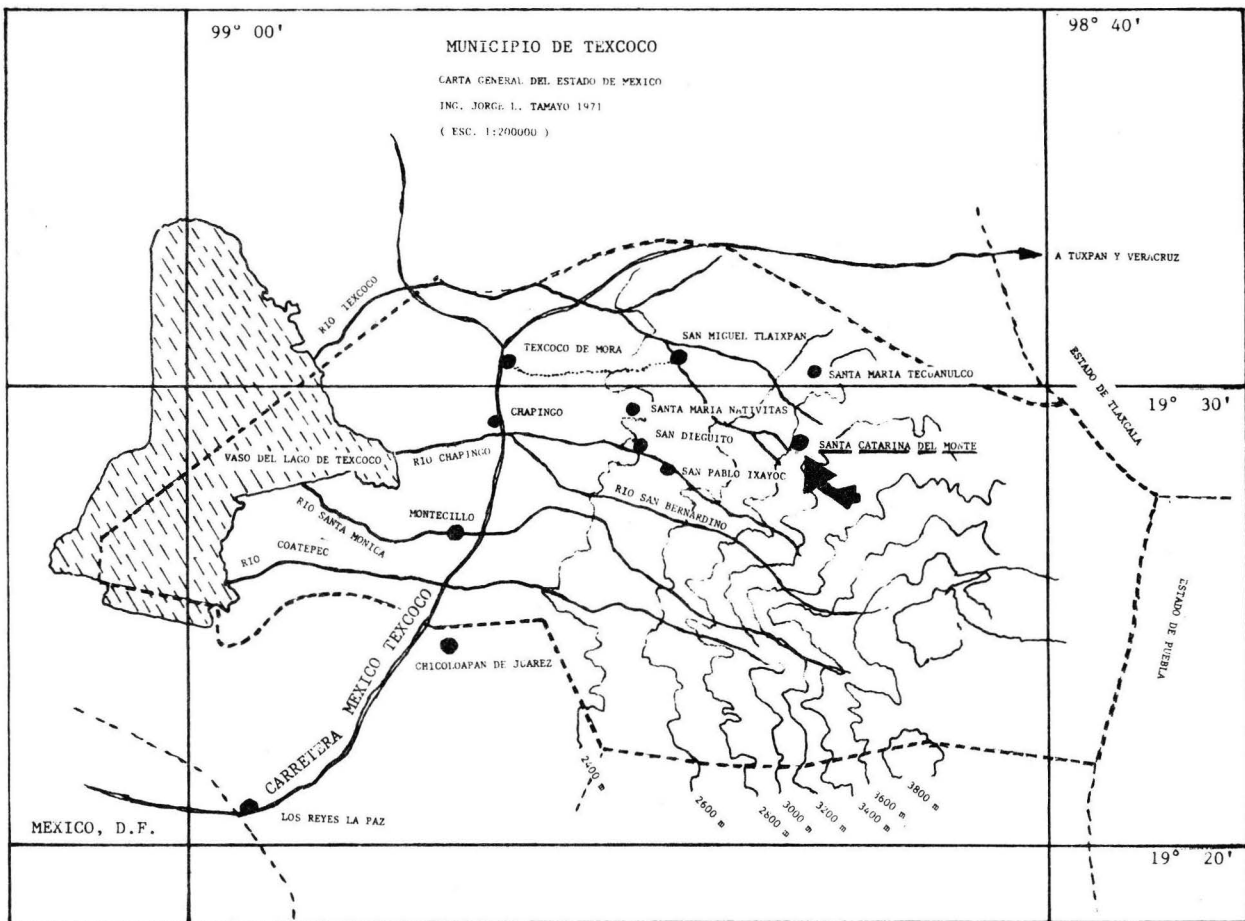 99° 00'
98° 40'
MUNICIPIO DE TEXCOCO
CARTA GENERAL DEL ESTADO DE MEXICO
ING. JORGE L. TAMAYO 1971
( ESC. 1:200000 )
A TUXPAN Y VERACRUZ
RIO TEXCOCO
SAN MIGUEL TLAIXPAN
TEXCOCO DE MORA
SANTA MARIA TECUANULCO
ESTADO DE TLAXCALA
19° 30'
CHAPINGO
SANTA MARIA NATIVITAS
SAN DIEGUITO
SANTA CATARINA DEL MONTE
VASO DEL LAGO DE TEXCOCO
RIO CHAPINGO
SAN PABLO IXAYOC
RIO SAN BERNARDINO
RIO SANTA MONICA
MONTECILLO
RIO COATEPEC
ESTADO DE PUEBLA
CHICOLOAPAN DE JUAREZ
CARRETERA MEXICO TEXCOCO
2400 m
2600 m
2800 m
3000 m
3200 m
3400 m
3600 m
3800 m
LOS REYES LA PAZ
MEXICO, D.F.
19° 20'